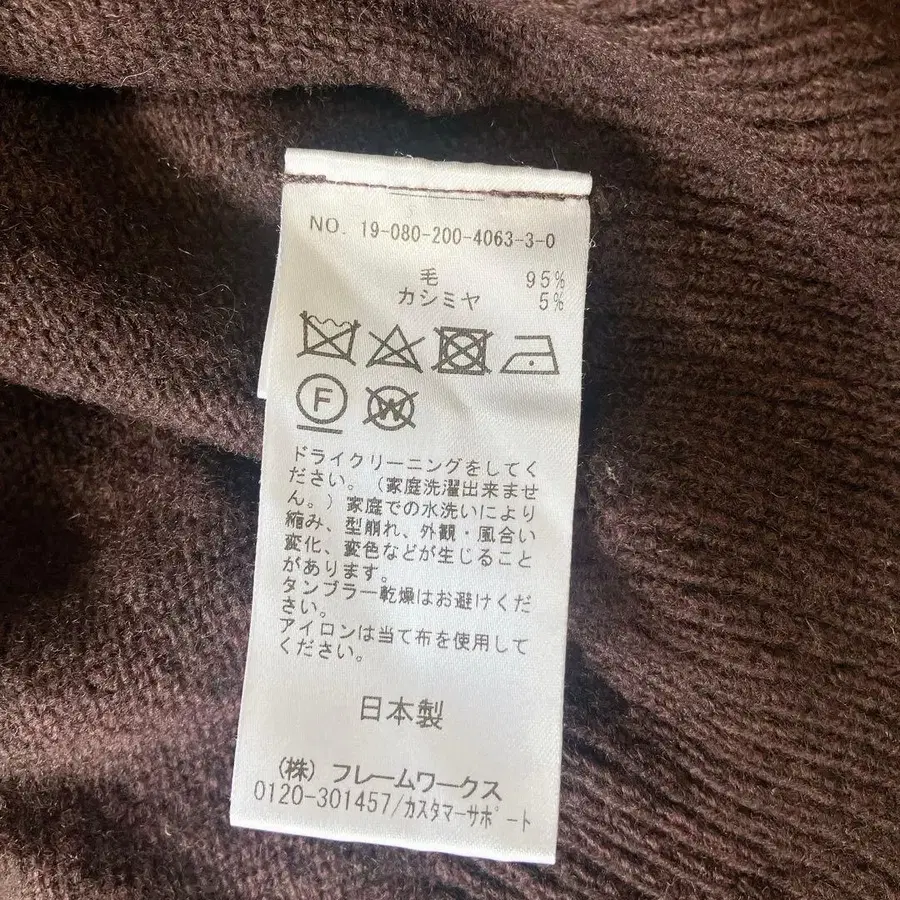 NO. 19-080-200-4063-3-0
毛 95%
カシミヤ 5%
F
W
ドライクリーニングをしてく
ださい。（家庭洗濯出来ませ
ん。）家庭での水洗いにより
縮み、型崩れ、外観・風合い
変化、変色などが生じること
があります。
タンブラー乾燥はお避けくだ
さい。
アイロンは当て布を使用して
ください。
日本製
（株）フレームワークス
0120-301457/カスタマーサポート